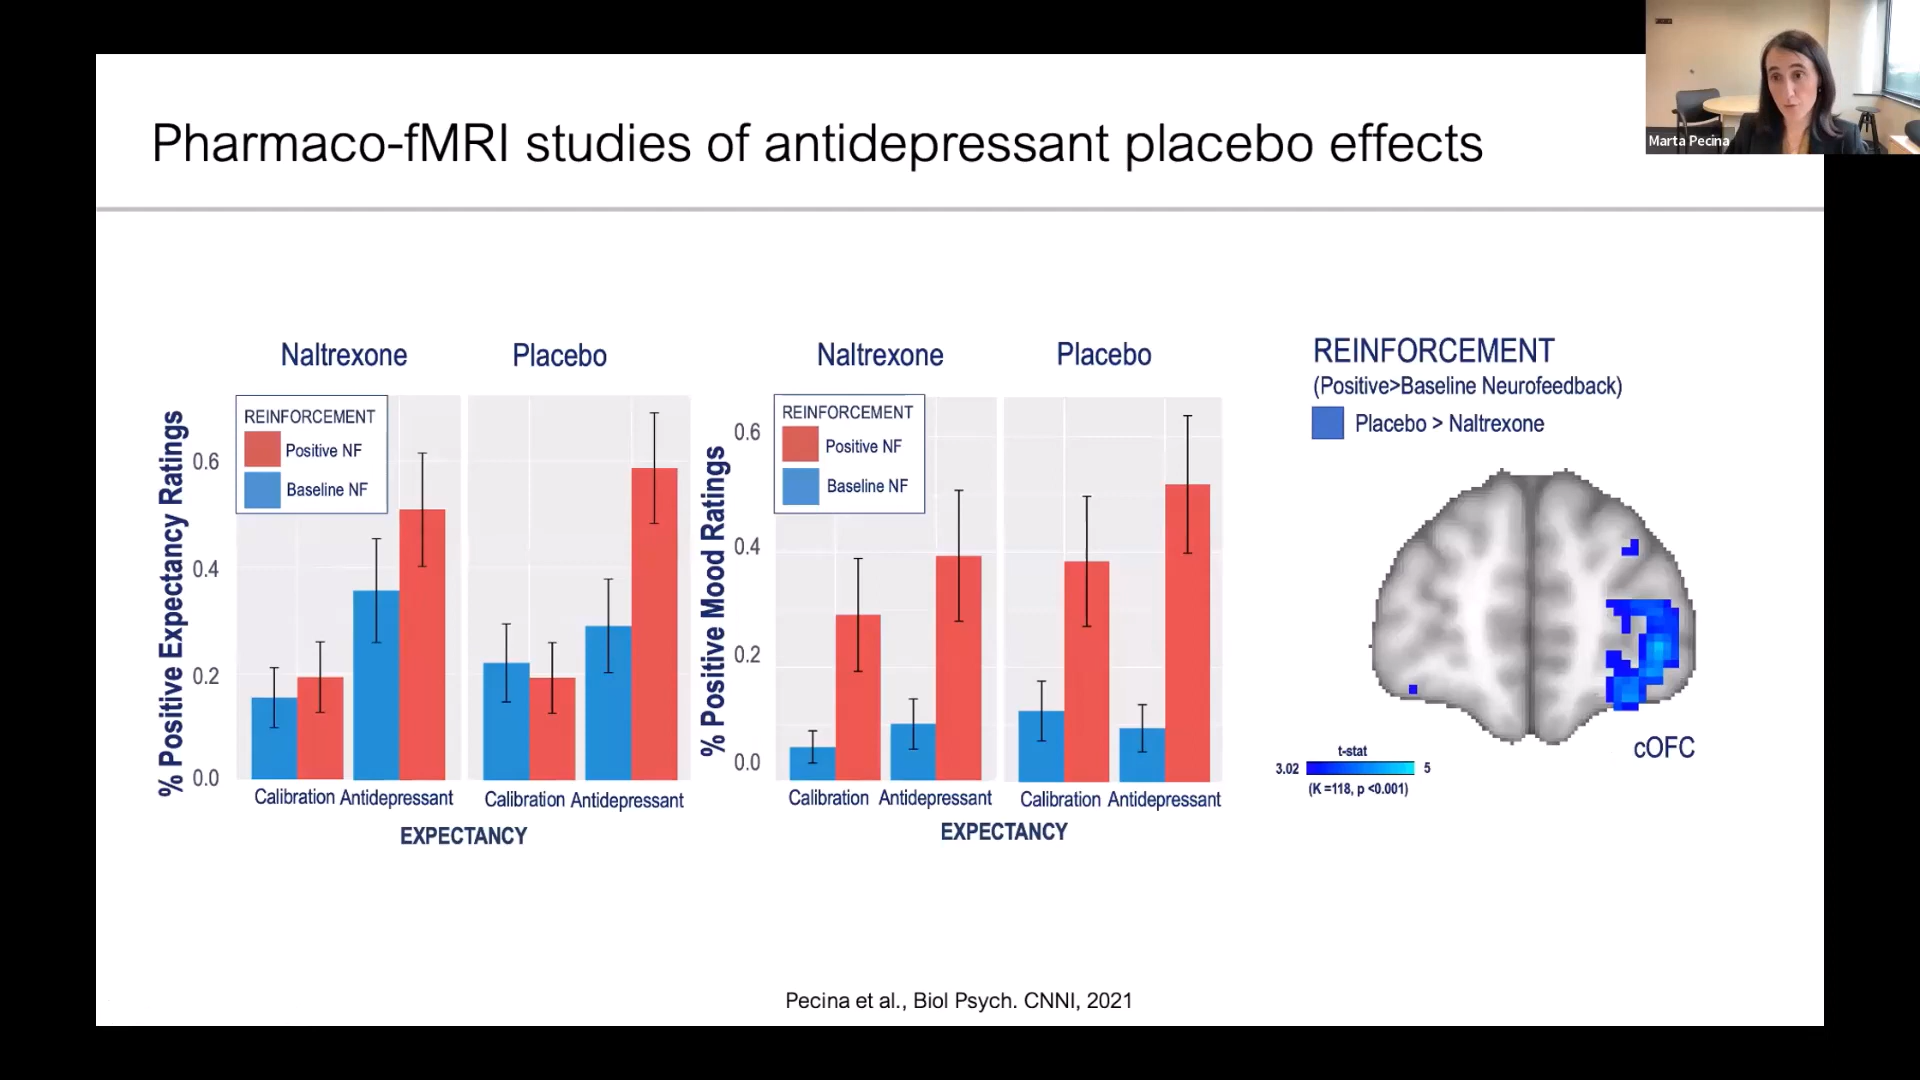 Pharmaco-fMRI studies of antidepressant placebo effects
Marta Pecina
Naltrexone
Placebo
REINFORCEMENT
Positive NF
Baseline NF
% Positive Expectancy Ratings
0.6
0.4
0.2
0.0
Calibration Antidepressant
Calibration Antidepressant
EXPECTANCY
Naltrexone
Placebo
REINFORCEMENT
Positive NF
Baseline NF
% Positive Mood Ratings
0.6
0.4
0.2
0.0
Calibration Antidepressant
Calibration Antidepressant
EXPECTANCY
REINFORCEMENT
(Positive>Baseline Neurofeedback)
Placebo > Naltrexone
cOFC
t-stat
3.02 5
(K =118, p <0.001)
Pecina et al., Biol Psych. CNNI, 2021